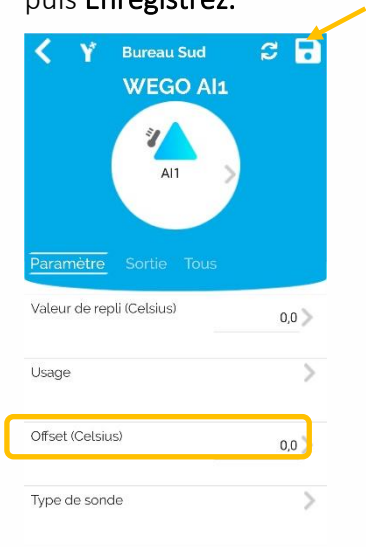 puis Enregistrez.
Bureau Sud
WEGO AI1
AI1
Paramètre Sortie Tous
Valeur de repli (Celsius)
0,0
Usage
Offset (Celsius)
0,0
Type de sonde